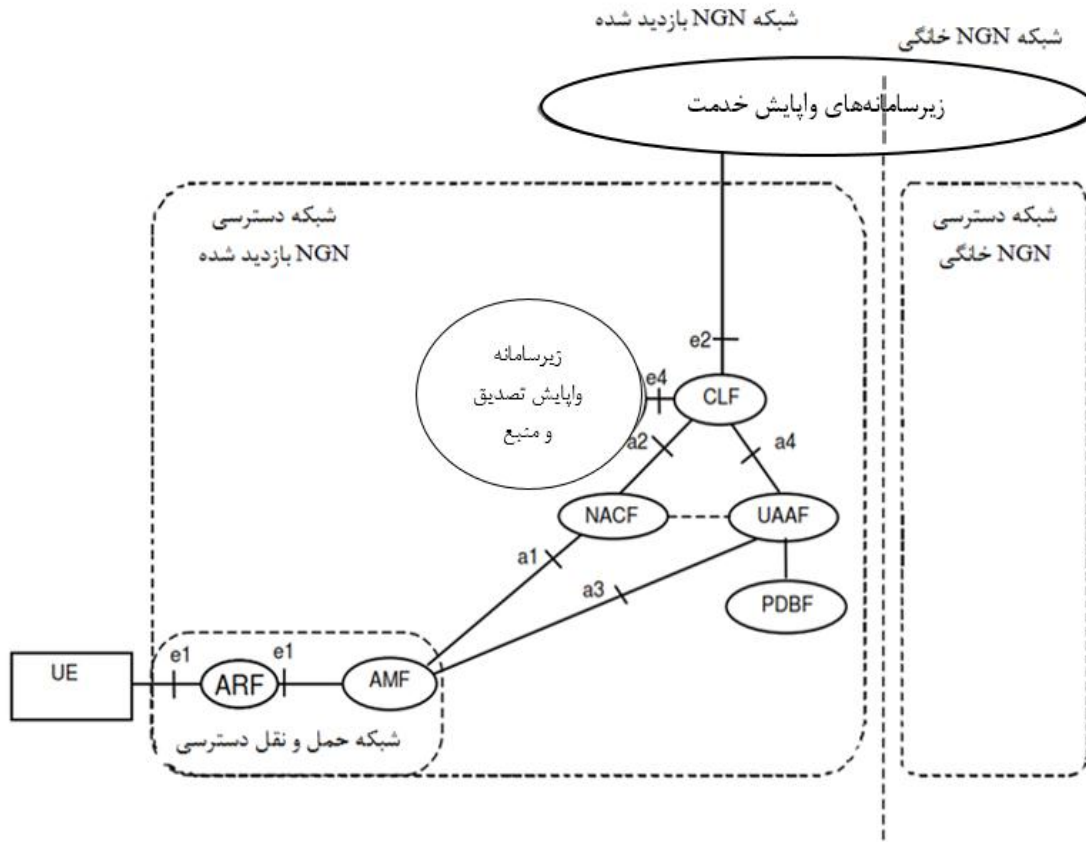 شبکه NGN بازدید شده
شبکه NGN خانگی
زیرسامانه‌های واپایش خدمت
شبکه دسترسی
NGN بازدید شده
شبکه دسترسی
NGN خانگی
زیرسامانه
واپایش تصدیق
و منبع
e2
e4
CLF
a2
a4
NACF
UAAF
a1
a3
PDBF
UE
e1
ARF
e1
AMF
شبکه حمل و نقل دسترسی